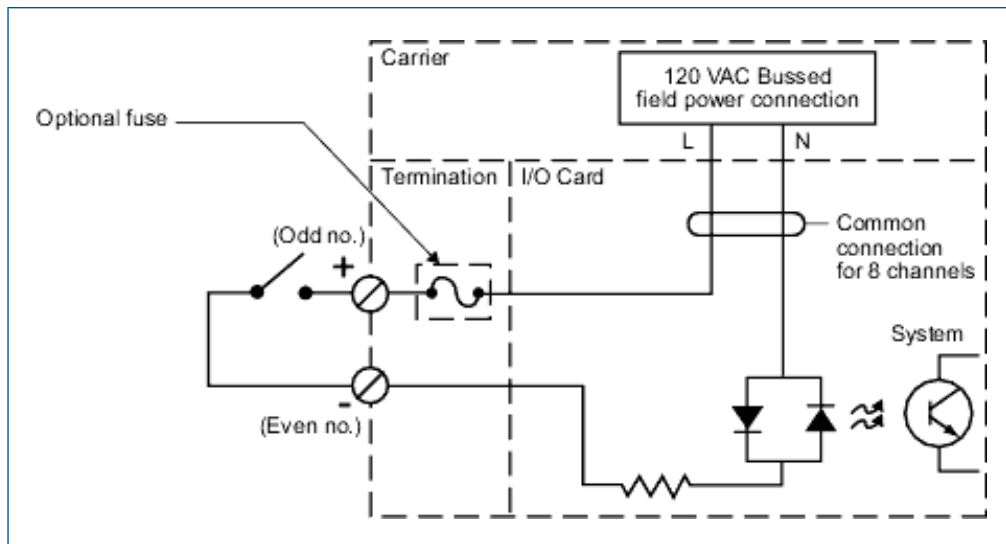 Carrier
120 VAC Bussed
field power connection
Optional fuse
L
N
Termination
I/O Card
(Odd no.)
+
Common
connection
for 8 channels
System
-
(Even no.)